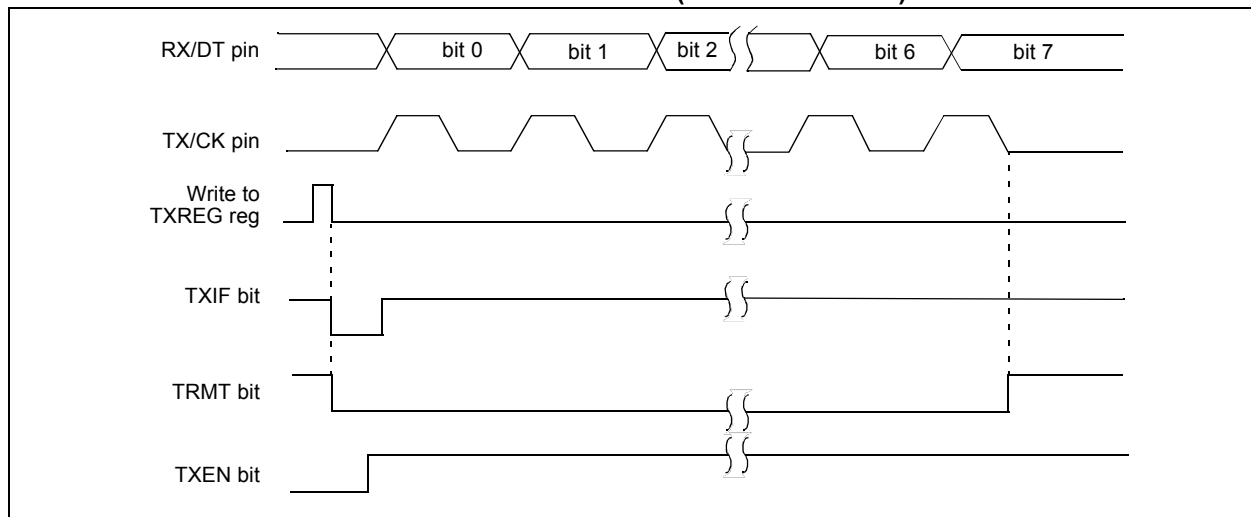 RX/DT pin
bit 0
bit 1
bit 2
bit 6
bit 7
TX/CK pin
Write to
TXREG reg
TXIF bit
TRMT bit
TXEN bit